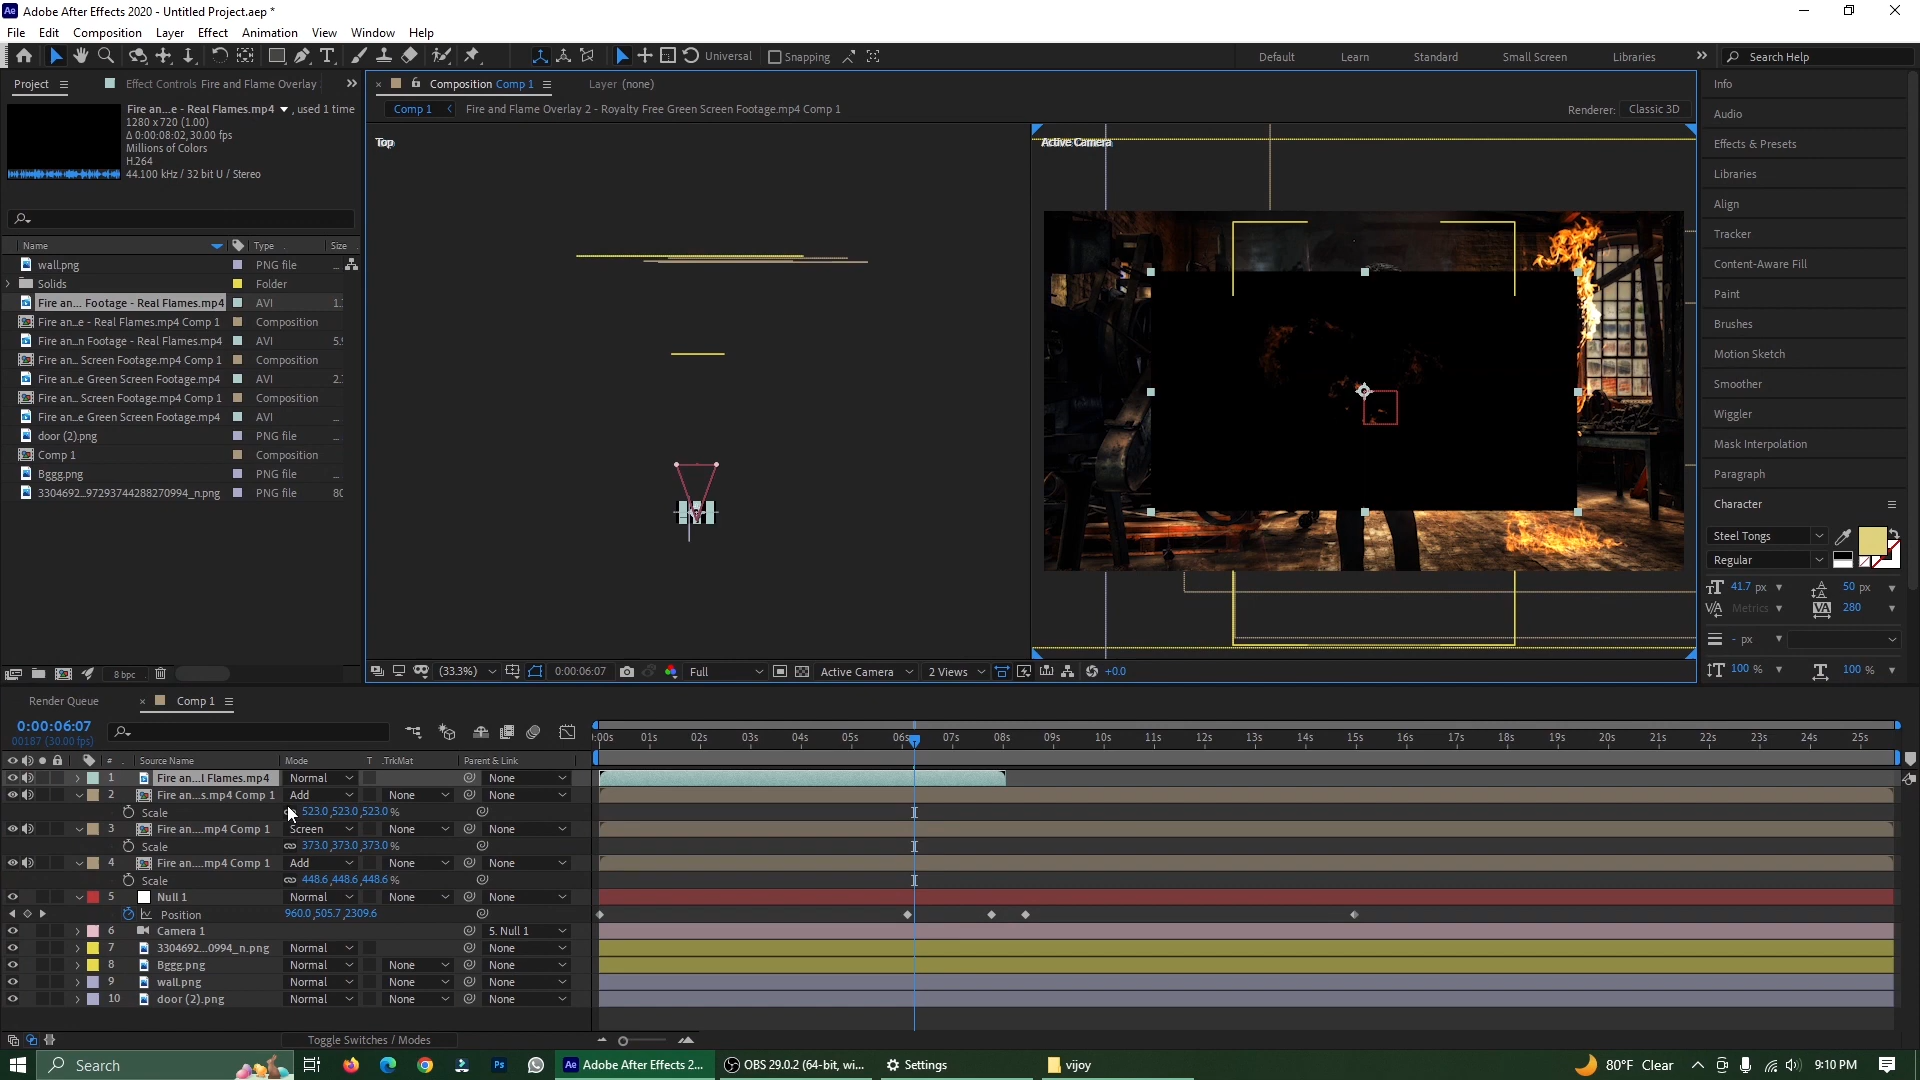 Adobe After Effects 2020 - Untitled Project.aep *
File Edit Composition Layer Effect Animation View Window Help
Universal Snapping Default Learn Standard Small Screen Libraries Search Help
Project Effect Controls Fire and Flame Overlay
Composition Comp 1 Layer (none)
Fire an...e - Real Flames.mp4 , used 1 time
1280 x 720 (1.00)
Δ 0:00:08:02, 30.00 fps
Millions of Colors
H.264
44.100 kHz / 32 bit U / Stereo
Comp 1 Fire and Flame Overlay 2 - Royalty Free Green Screen Footage.mp4 Comp 1
Renderer: Classic 3D
Top
Active Camera
Name Type Size
wall.png PNG file ...
Solids Folder
Fire an... Footage - Real Flames.mp4 AVI 1.
Fire an...e - Real Flames.mp4 Comp 1 Composition
Fire an...n Footage - Real Flames.mp4 AVI 5.
Fire an... Screen Footage.mp4 Comp 1 Composition
Fire an...e Green Screen Footage.mp4 AVI 2.
Fire an... Screen Footage.mp4 Comp 1 Composition
Fire an...e Green Screen Footage.mp4 AVI ...
door (2).png PNG file ...
Comp 1 Composition
Bggg.png PNG file ...
3304692...97293744288270994_n.png PNG file 80
8 bpc
(33.3%) 0:00:06:07 Full Active Camera 2 Views +0.0
Info
Audio
Effects & Presets
Libraries
Align
Tracker
Content-Aware Fill
Paint
Brushes
Motion Sketch
Smoother
Wiggler
Mask Interpolation
Paragraph
Character
Steel Tongs
Regular
41.7 px 50 px
Metrics 280
- px
100 % 100 %
Render Queue Comp 1
0:00:06:07
00187 (30.00 fps)
:00s 01s 02s 03s 04s 05s 06s 07s 08s 09s 10s 11s 12s 13s 14s 15s 16s 17s 18s 19s 20s 21s 22s 23s 24s 25s
# Source Name Mode T .TrkMat Parent & Link
1 Fire an...l Flames.mp4 Normal None
2 Fire an...s.mp4 Comp 1 Add None None
Scale 523.0,523.0,523.0 %
3 Fire an....mp4 Comp 1 Screen None None
Scale 373.0,373.0,373.0 %
4 Fire an....mp4 Comp 1 Add None None
Scale 448.6,448.6,448.6 %
5 Null 1 Normal None None
Position 960.0,505.7,2309.6
6 Camera 1 5. Null 1
7 3304692...0994_n.png Normal None
8 Bggg.png Normal None None
9 wall.png Normal None None
10 door (2).png Normal None None
Toggle Switches / Modes
Search Adobe After Effects 2... OBS 29.0.2 (64-bit, wi... Settings vijoy 80°F Clear 9:10 PM